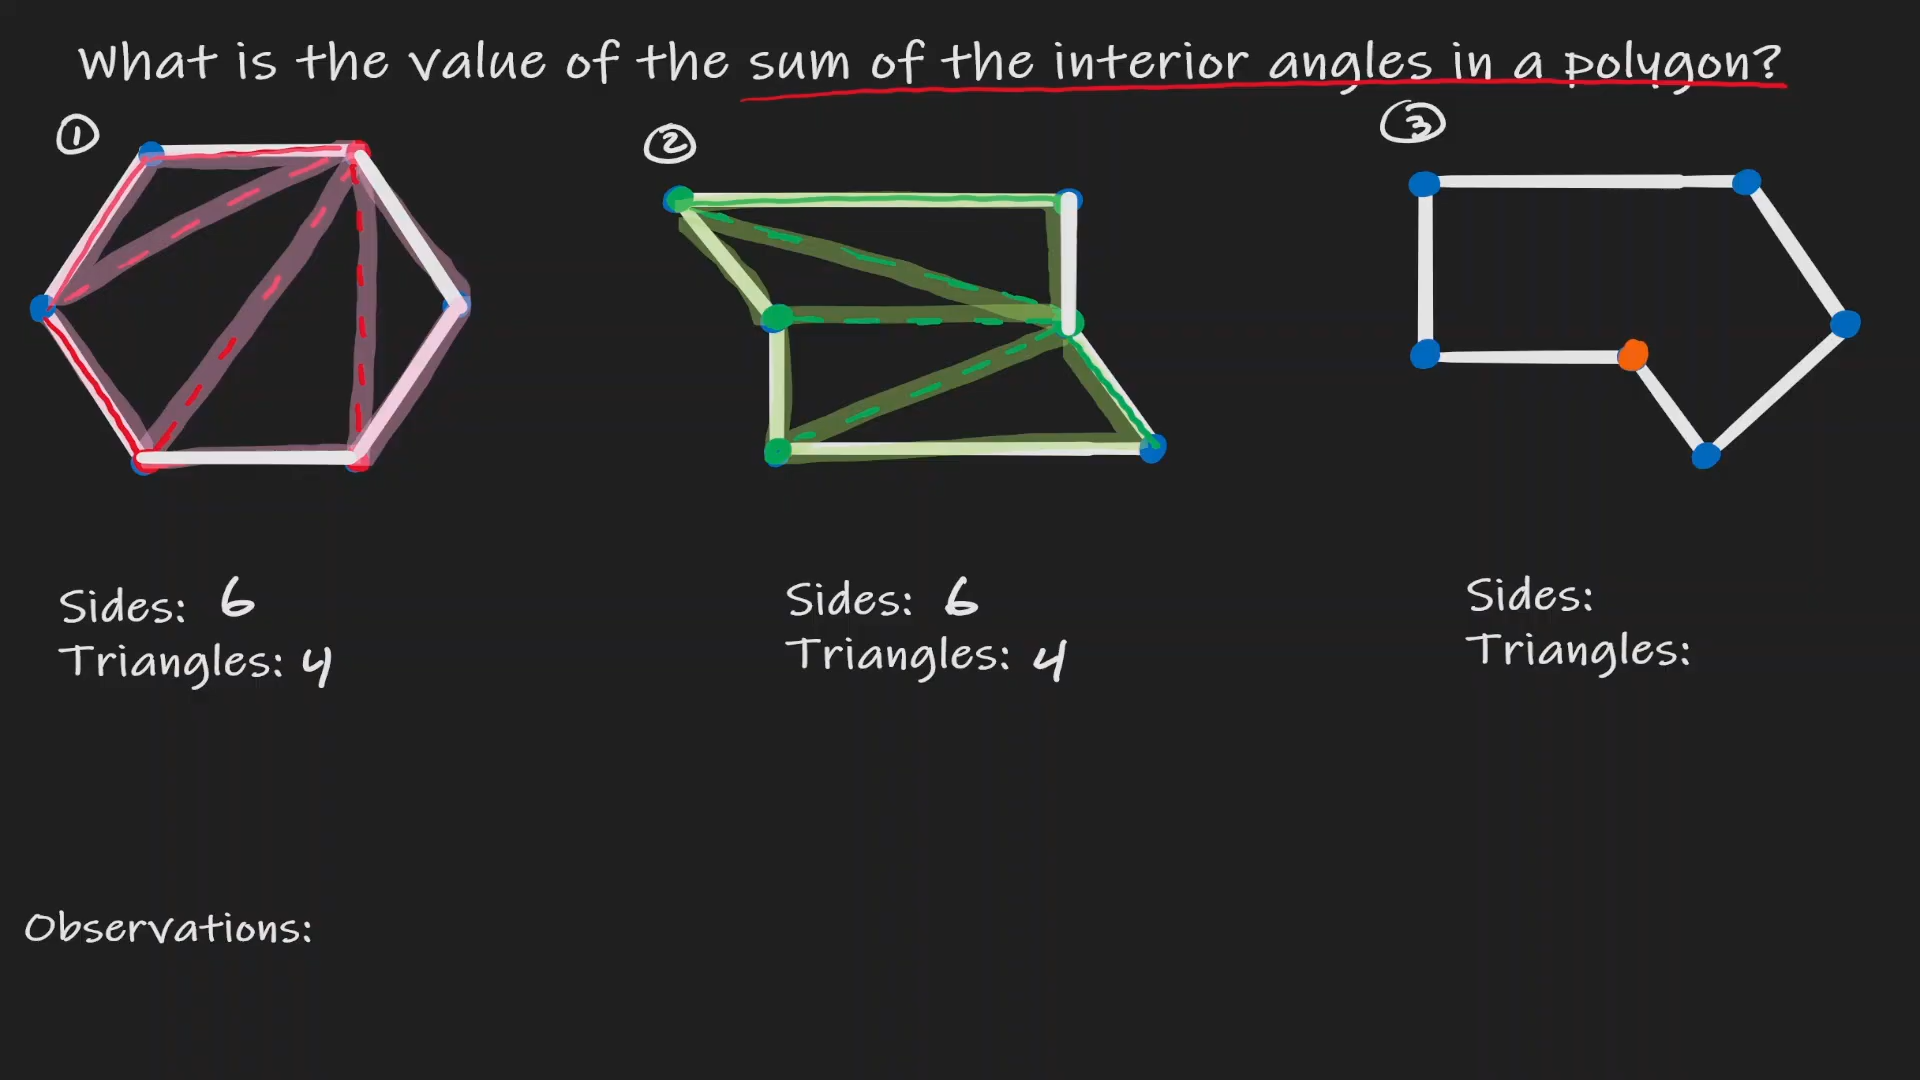 What is the value of the sum of the interior angles in a polygon?
1
2
3
Sides: 6
Triangles: 4
Sides: 6
Triangles: 4
Sides:
Triangles:
Observations: